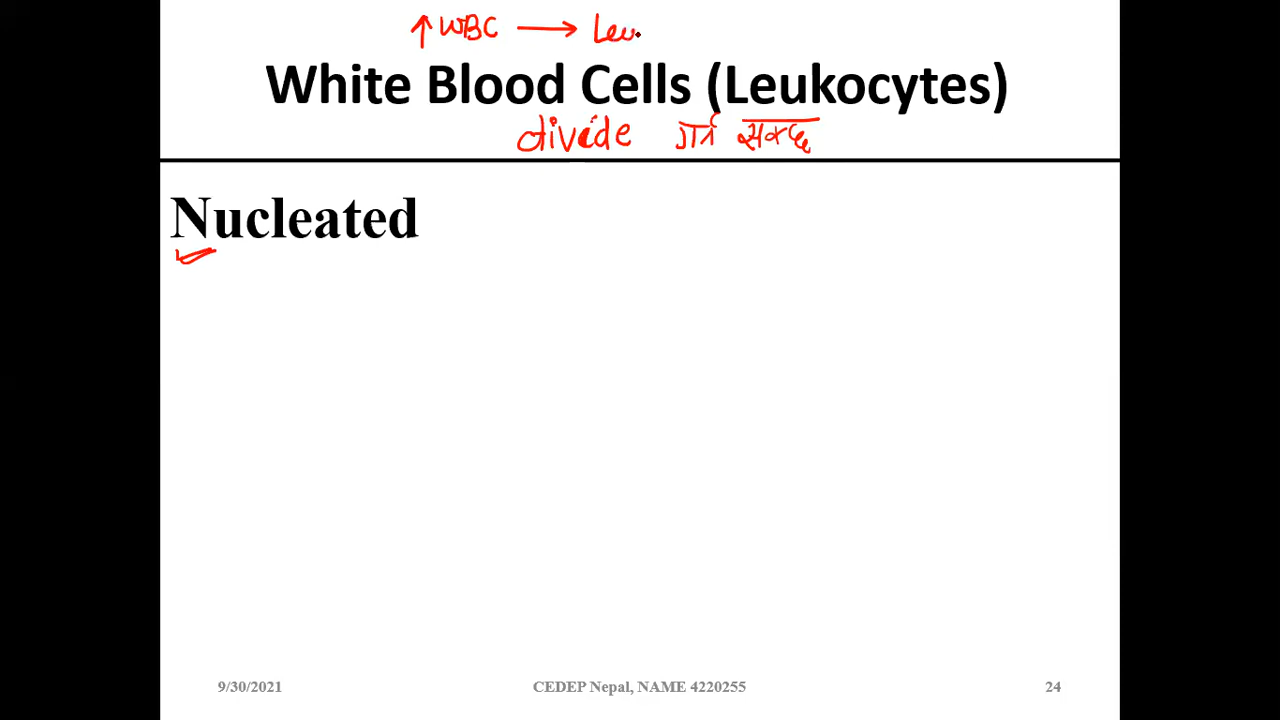 ↑ WBC → Leu
White Blood Cells (Leukocytes)
divide गर्न सक्छ
Nucleated
9/30/2021 CEDEP Nepal, NAME 4220255 24